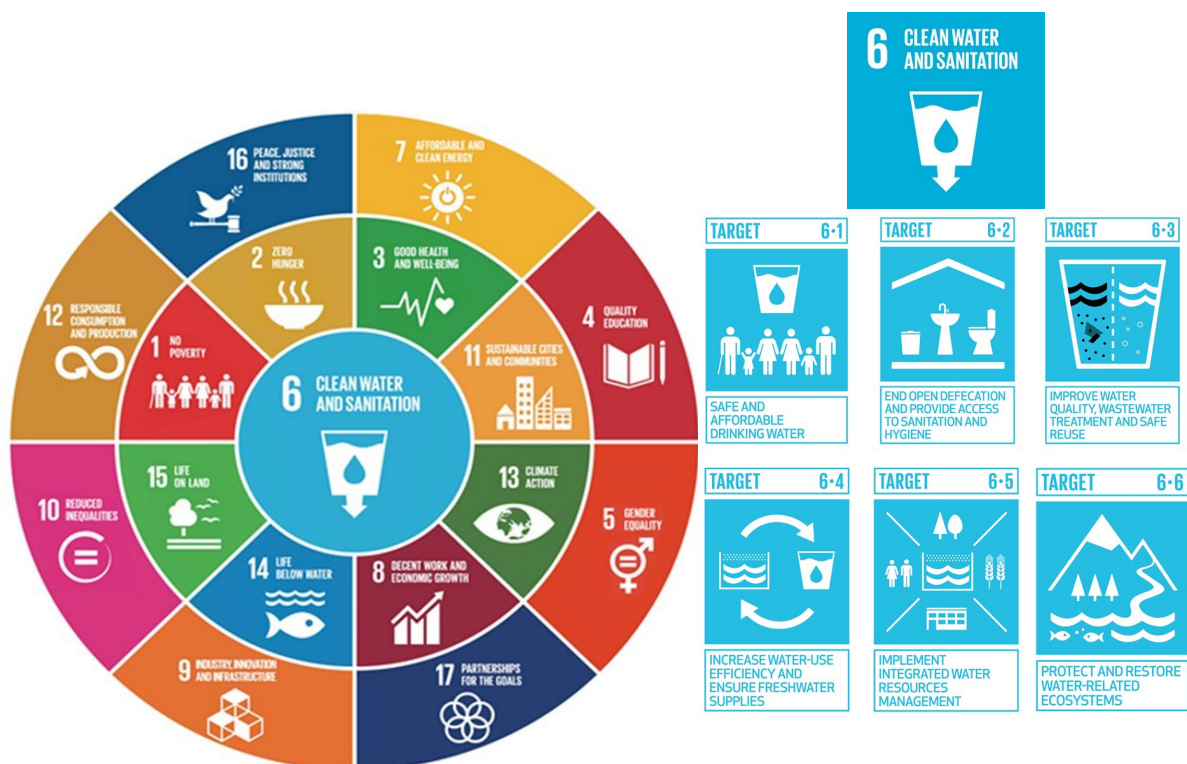 6 CLEAN WATER
AND SANITATION
16 PEACE, JUSTICE
AND STRONG
INSTITUTIONS
7 AFFORDABLE AND
CLEAN ENERGY
2 ZERO
HUNGER
3 GOOD HEALTH
AND WELL-BEING
12 RESPONSIBLE
CONSUMPTION
AND PRODUCTION
4 QUALITY
EDUCATION
1 NO
POVERTY
11 SUSTAINABLE CITIES
AND COMMUNITIES
6 CLEAN WATER
AND SANITATION
15 LIFE
ON LAND
13 CLIMATE
ACTION
10 REDUCED
INEQUALITIES
5 GENDER
EQUALITY
14 LIFE
BELOW WATER
8 DECENT WORK AND
ECONOMIC GROWTH
9 INDUSTRY, INNOVATION
AND INFRASTRUCTURE
17 PARTNERSHIPS
FOR THE GOALS
TARGET 6·1
SAFE AND
AFFORDABLE
DRINKING WATER
TARGET 6·2
END OPEN DEFECATION
AND PROVIDE ACCESS
TO SANITATION AND
HYGIENE
TARGET 6·3
IMPROVE WATER
QUALITY, WASTEWATER
TREATMENT AND SAFE
REUSE
TARGET 6·4
INCREASE WATER-USE
EFFICIENCY AND
ENSURE FRESHWATER
SUPPLIES
TARGET 6·5
IMPLEMENT
INTEGRATED WATER
RESOURCES
MANAGEMENT
TARGET 6·6
PROTECT AND RESTORE
WATER-RELATED
ECOSYSTEMS